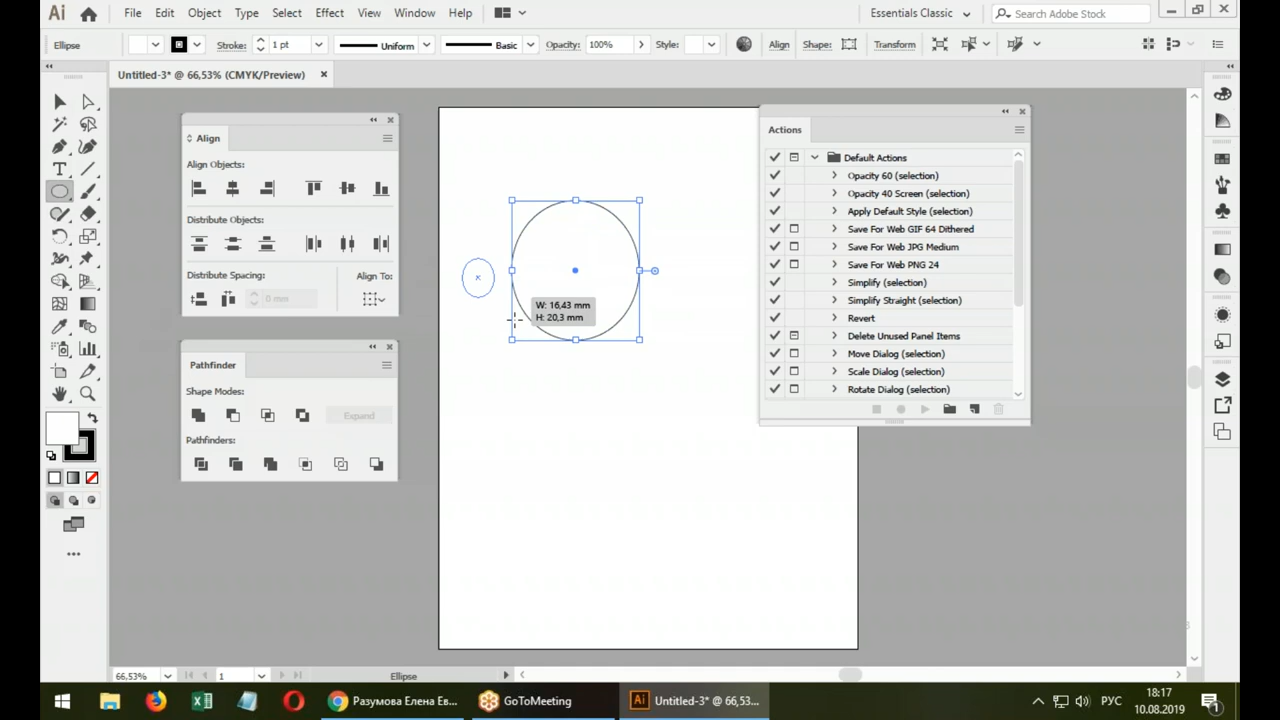 Ai File Edit Object Type Select Effect View Window Help Essentials Classic Search Adobe Stock
Ellipse Stroke: 1 pt Uniform Basic Opacity: 100% Style: Align Shape: Transform
Untitled-3* @ 66,53% (CMYK/Preview)
Align
Align Objects:
Distribute Objects:
Distribute Spacing: Align To:
0 mm
Pathfinder
Shape Modes:
Expand
Pathfinders:
W: 16,43 mm
H: 20,3 mm
Actions
Default Actions
Opacity 60 (selection)
Opacity 40 Screen (selection)
Apply Default Style (selection)
Save For Web GIF 64 Dithered
Save For Web JPG Medium
Save For Web PNG 24
Simplify (selection)
Simplify Straight (selection)
Revert
Delete Unused Panel Items
Move Dialog (selection)
Scale Dialog (selection)
Rotate Dialog (selection)
66,53% 1 Ellipse
Разумова Елена Ев... GoToMeeting Ai Untitled-3* @ 66,53... РУС 18:17
10.08.2019 1